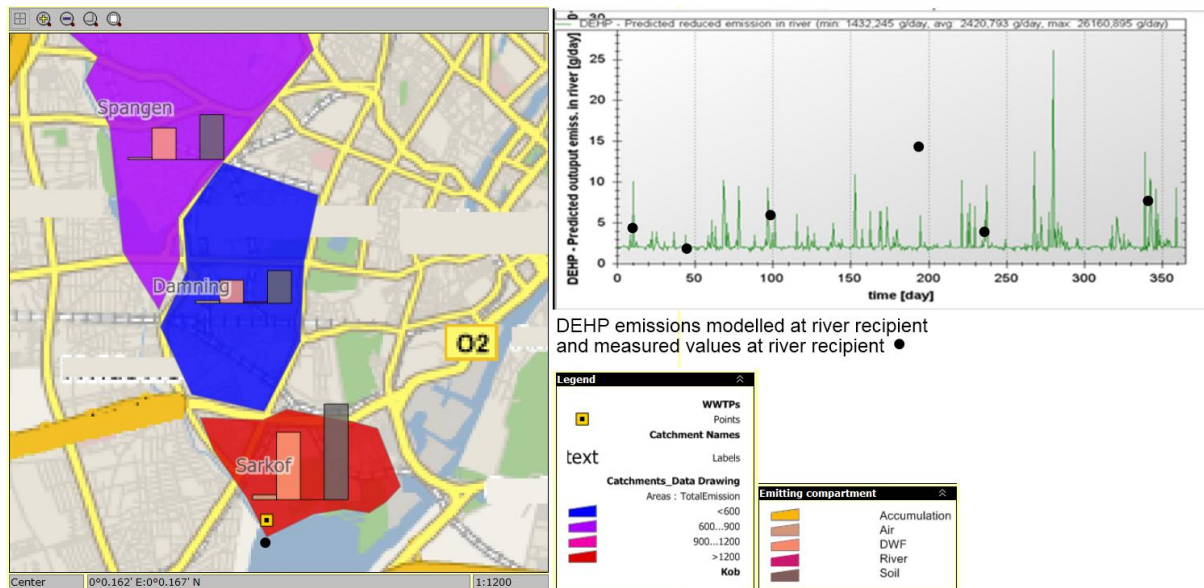 Spangen
Damning
O2
Sarkof
Center
0°0.162' E:0°0.167' N
1:1200
30
DEHP - Predicted reduced emission in river (min: 1432,245 g/day, avg: 2420,793 g/day, max: 26160,895 g/day)
DEHP - Predicted outuput emiss. in river [g/day]
25
20
15
10
5
0
0 50 100 150 200 250 300 350
time [day]
DEHP emissions modelled at river recipient
and measured values at river recipient
Legend
WWTPs
Points
Catchment Names
text Labels
Catchments_Data Drawing
Areas : TotalEmission
<600
600...900
900...1200
>1200
Kob
Emitting compartment
Accumulation
Air
DWF
River
Soil